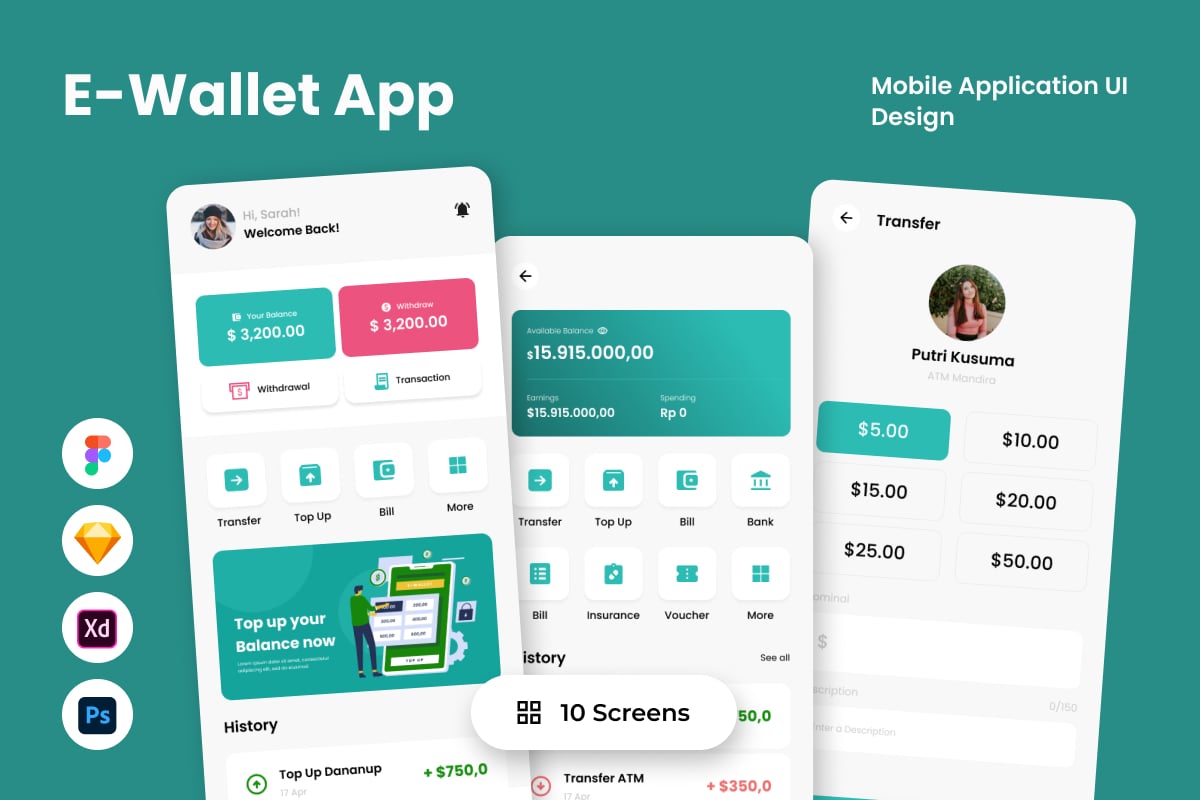 E-Wallet App
Mobile Application UI
Design
Hi, Sarah!
Welcome Back!
Your Balance
$ 3,200.00
Withdraw
$ 3,200.00
Withdrawal
Transaction
Transfer
Top Up
Bill
More
Top up your
Balance now
Lorem ipsum dolor sit amet, consectetur
adipiscing elit, sed do eiusmod
E-WALLET
TOP UP
History
Top Up Dananup
17 Apr
+ $750,0
Available Balance
$15.915.000,00
Earnings
$15.915.000,00
Spending
Rp 0
Transfer
Top Up
Bill
Bank
Bill
Insurance
Voucher
More
istory
See all
50,0
Transfer ATM
17 Apr
+ $350,0
10 Screens
Transfer
Putri Kusuma
ATM Mandira
$5.00
$10.00
$15.00
$20.00
$25.00
$50.00
ominal
$
scription
0/150
nter a Description
Xd
Ps